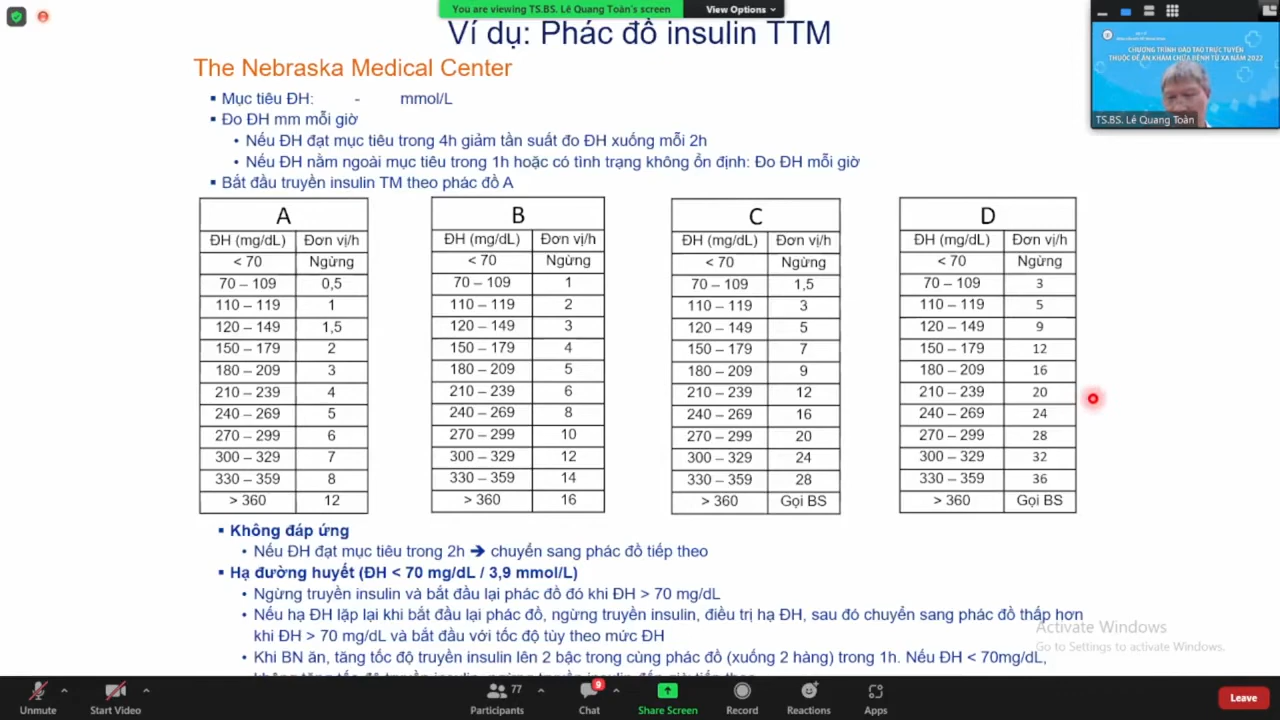 You are viewing TS.BS. Lê Quang Toàn's screen
View Options
Ví dụ: Phác đồ insulin TTM
The Nebraska Medical Center
▪ Mục tiêu ĐH: - mmol/L
▪ Đo ĐH mm mỗi giờ
• Nếu ĐH đạt mục tiêu trong 4h giảm tần suất đo ĐH xuống mỗi 2h
• Nếu ĐH nằm ngoài mục tiêu trong 1h hoặc có tình trạng không ổn định: Đo ĐH mỗi giờ
▪ Bắt đầu truyền insulin TM theo phác đồ A
A
ĐH (mg/dL) Đơn vị/h
< 70 Ngừng
70 – 109 0,5
110 – 119 1
120 – 149 1,5
150 – 179 2
180 – 209 3
210 – 239 4
240 – 269 5
270 – 299 6
300 – 329 7
330 – 359 8
> 360 12
B
ĐH (mg/dL) Đơn vị/h
< 70 Ngừng
70 – 109 1
110 – 119 2
120 – 149 3
150 – 179 4
180 – 209 5
210 – 239 6
240 – 269 8
270 – 299 10
300 – 329 12
330 – 359 14
> 360 16
C
ĐH (mg/dL) Đơn vị/h
< 70 Ngừng
70 – 109 1,5
110 – 119 3
120 – 149 5
150 – 179 7
180 – 209 9
210 – 239 12
240 – 269 16
270 – 299 20
300 – 329 24
330 – 359 28
> 360 Gọi BS
D
ĐH (mg/dL) Đơn vị/h
< 70 Ngừng
70 – 109 3
110 – 119 5
120 – 149 9
150 – 179 12
180 – 209 16
210 – 239 20
240 – 269 24
270 – 299 28
300 – 329 32
330 – 359 36
> 360 Gọi BS
▪ Không đáp ứng
• Nếu ĐH đạt mục tiêu trong 2h ➔ chuyển sang phác đồ tiếp theo
▪ Hạ đường huyết (ĐH < 70 mg/dL / 3,9 mmol/L)
• Ngừng truyền insulin và bắt đầu lại phác đồ đó khi ĐH > 70 mg/dL
• Nếu hạ ĐH lặp lại khi bắt đầu lại phác đồ, ngừng truyền insulin, điều trị hạ ĐH, sau đó chuyển sang phác đồ thấp hơn
khi ĐH > 70 mg/dL và bắt đầu với tốc độ tùy theo mức ĐH
• Khi BN ăn, tăng tốc độ truyền insulin lên 2 bậc trong cùng phác đồ (xuống 2 hàng) trong 1h. Nếu ĐH < 70mg/dL,
CHƯƠNG TRÌNH ĐÀO TẠO TRỰC TUYẾN
THUỘC ĐỀ ÁN KHÁM CHỮA BỆNH TỪ XA NĂM 2022
TS.BS. Lê Quang Toàn
Activate Windows
Go to Settings to activate Windows.
Unmute
Start Video
77
Participants
9
Chat
Share Screen
Record
Reactions
Apps
Leave